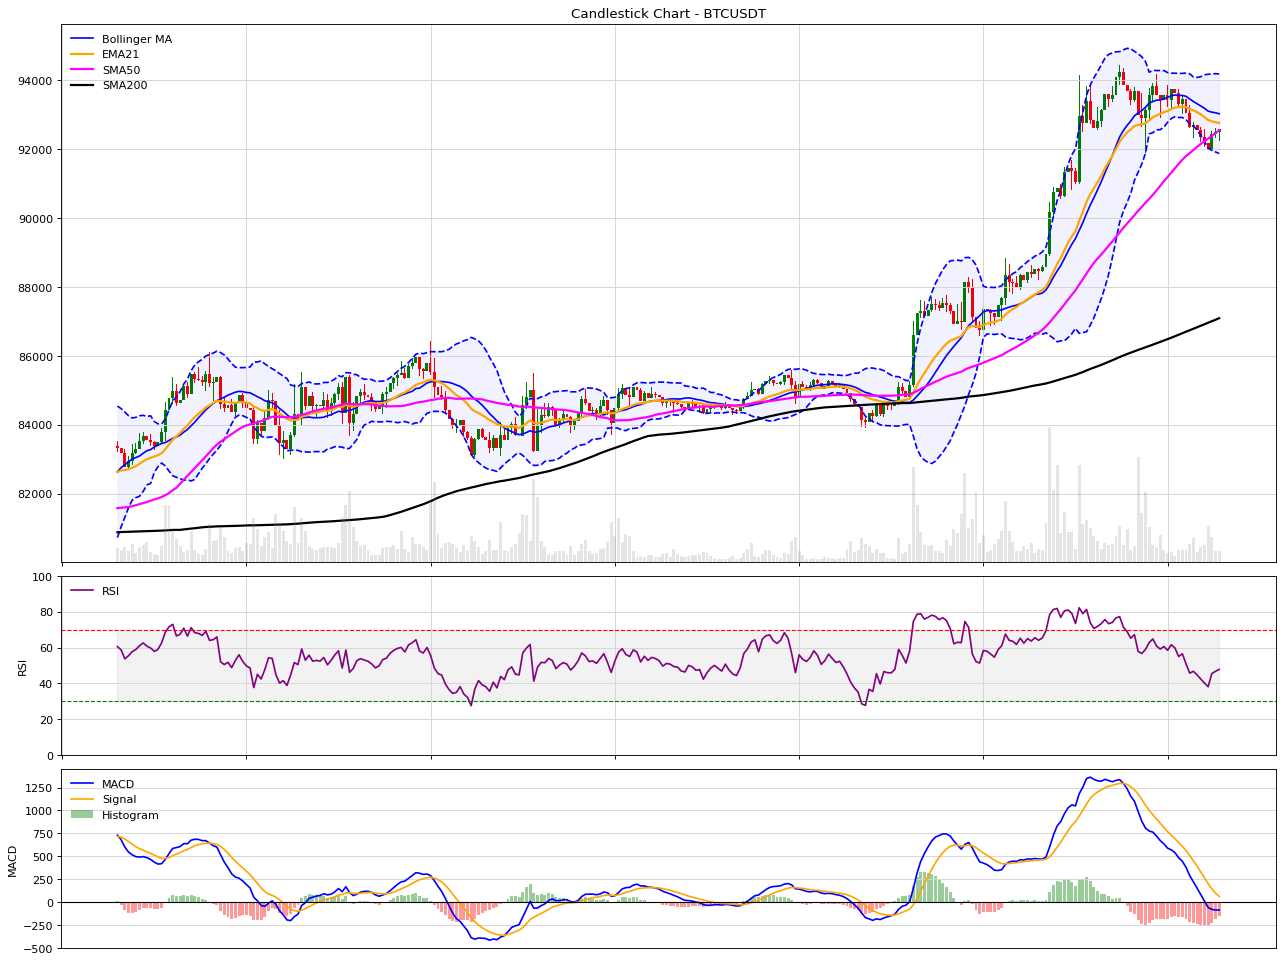 Candlestick Chart - BTCUSDT
Bollinger MA
EMA21
SMA50
SMA200
94000
92000
90000
88000
86000
84000
82000
RSI
100
80
60
40
20
0
RSI
MACD
Signal
Histogram
1250
1000
750
500
250
0
−250
−500
MACD